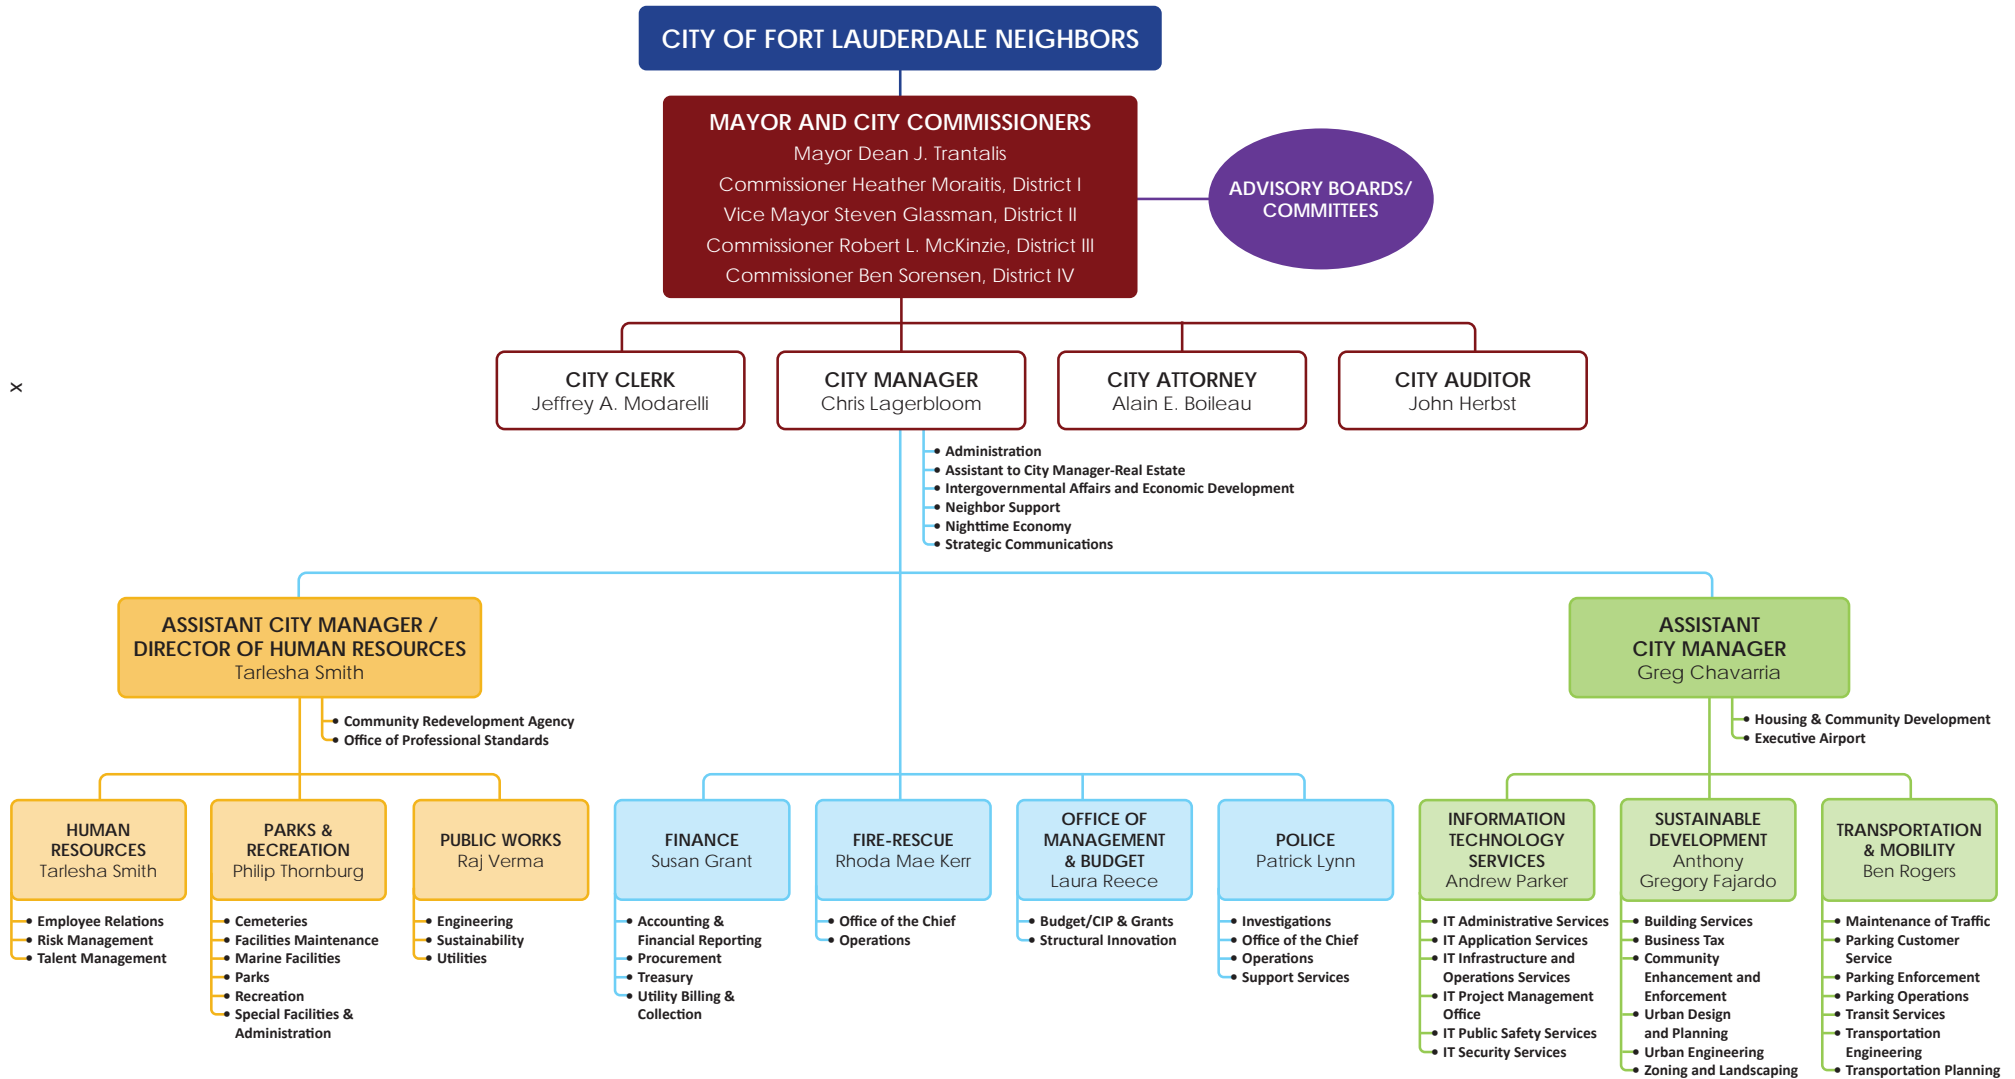 CITY OF FORT LAUDERDALE NEIGHBORS
MAYOR AND CITY COMMISSIONERS
Mayor Dean J. Trantalis
Commissioner Heather Moraitis, District I
Vice Mayor Steven Glassman, District II
Commissioner Robert L. McKinzie, District III
Commissioner Ben Sorensen, District IV
ADVISORY BOARDS/
COMMITTEES
x
CITY CLERK
Jeffrey A. Modarelli
CITY MANAGER
Chris Lagerbloom
CITY ATTORNEY
Alain E. Boileau
CITY AUDITOR
John Herbst
• Administration
• Assistant to City Manager-Real Estate
• Intergovernmental Affairs and Economic Development
• Neighbor Support
• Nighttime Economy
• Strategic Communications
ASSISTANT CITY MANAGER /
DIRECTOR OF HUMAN RESOURCES
Tarlesha Smith
• Community Redevelopment Agency
• Office of Professional Standards
ASSISTANT
CITY MANAGER
Greg Chavarria
• Housing & Community Development
• Executive Airport
HUMAN
RESOURCES
Tarlesha Smith
• Employee Relations
• Risk Management
• Talent Management
PARKS &
RECREATION
Philip Thornburg
• Cemeteries
• Facilities Maintenance
• Marine Facilities
• Parks
• Recreation
• Special Facilities &
Administration
PUBLIC WORKS
Raj Verma
• Engineering
• Sustainability
• Utilities
FINANCE
Susan Grant
• Accounting &
Financial Reporting
• Procurement
• Treasury
• Utility Billing &
Collection
FIRE-RESCUE
Rhoda Mae Kerr
• Office of the Chief
• Operations
OFFICE OF
MANAGEMENT
& BUDGET
Laura Reece
• Budget/CIP & Grants
• Structural Innovation
POLICE
Patrick Lynn
• Investigations
• Office of the Chief
• Operations
• Support Services
INFORMATION
TECHNOLOGY
SERVICES
Andrew Parker
• IT Administrative Services
• IT Application Services
• IT Infrastructure and
Operations Services
• IT Project Management
Office
• IT Public Safety Services
• IT Security Services
SUSTAINABLE
DEVELOPMENT
Anthony
Gregory Fajardo
• Building Services
• Business Tax
• Community
Enhancement and
Enforcement
• Urban Design
and Planning
• Urban Engineering
• Zoning and Landscaping
TRANSPORTATION
& MOBILITY
Ben Rogers
• Maintenance of Traffic
• Parking Customer
Service
• Parking Enforcement
• Parking Operations
• Transit Services
• Transportation
Engineering
• Transportation Planning